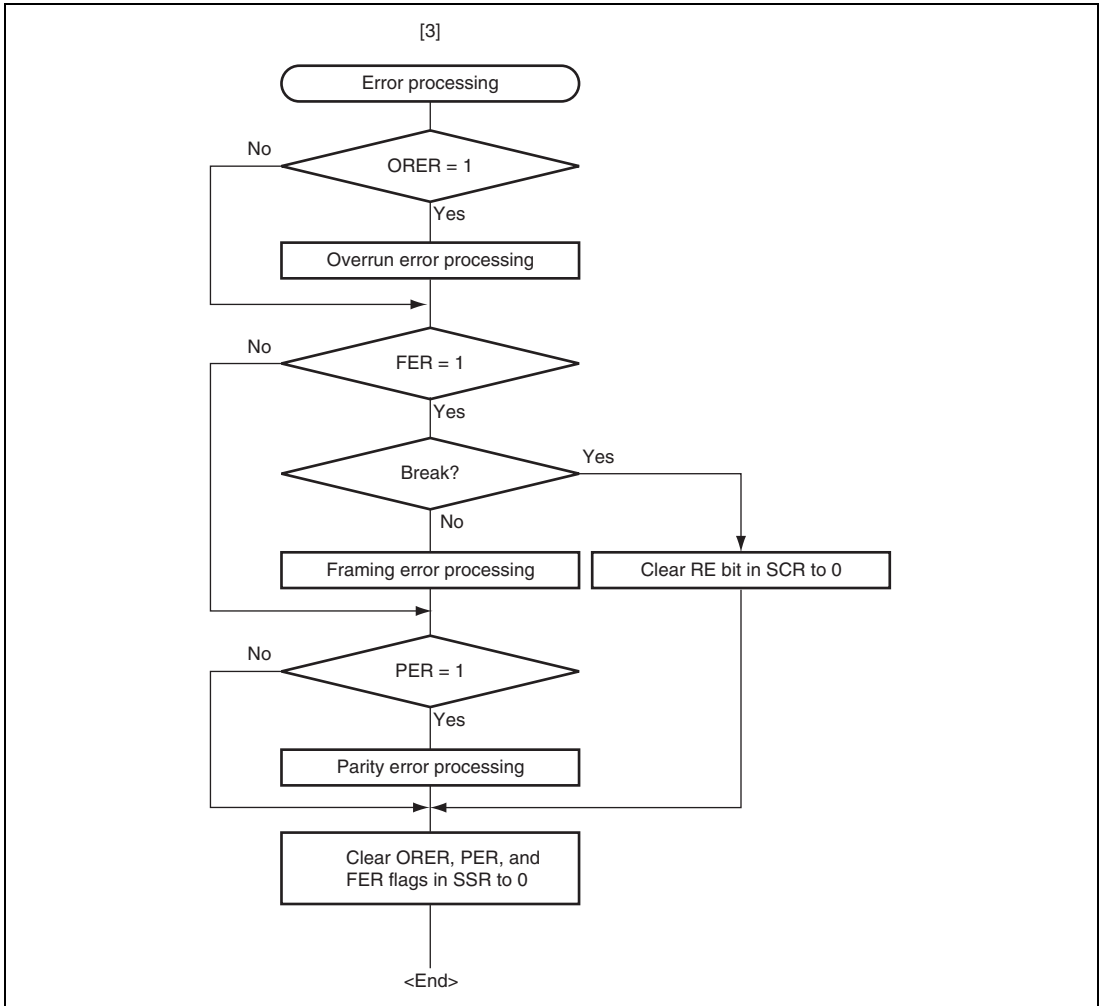 [3]
Error processing
No
ORER = 1
Yes
Overrun error processing
No
FER = 1
Yes
Break?
Yes
No
Framing error processing
Clear RE bit in SCR to 0
No
PER = 1
Yes
Parity error processing
Clear ORER, PER, and
FER flags in SSR to 0
<End>